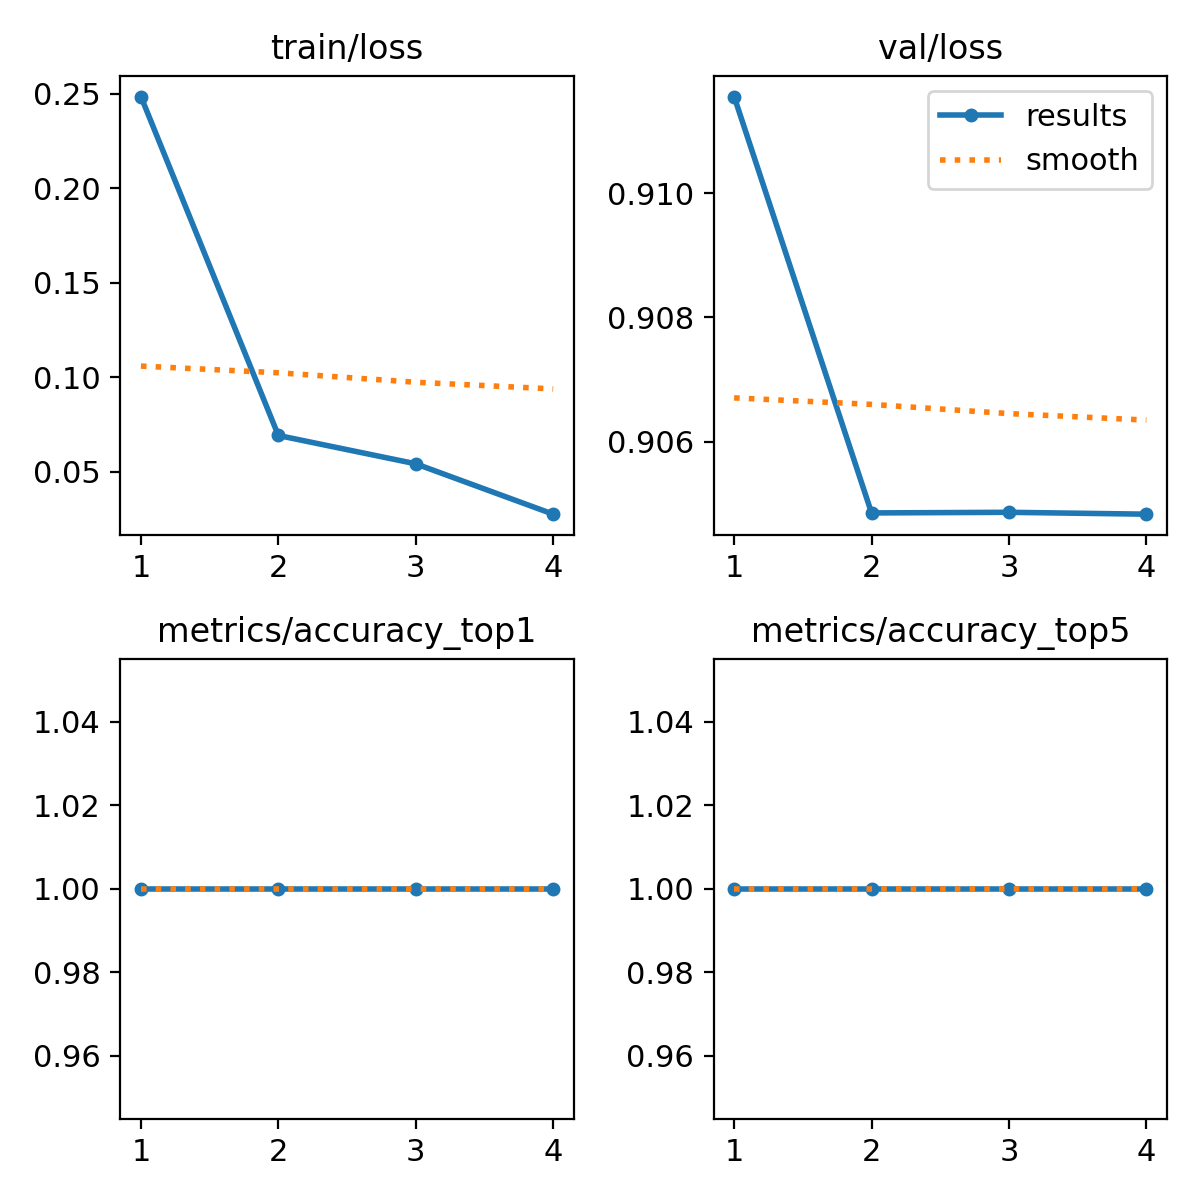 train/loss
0.25
0.20
0.15
0.10
0.05
1 2 3 4
val/loss
results
smooth
0.910
0.908
0.906
1 2 3 4
metrics/accuracy_top1
1.04
1.02
1.00
0.98
0.96
1 2 3 4
metrics/accuracy_top5
1.04
1.02
1.00
0.98
0.96
1 2 3 4